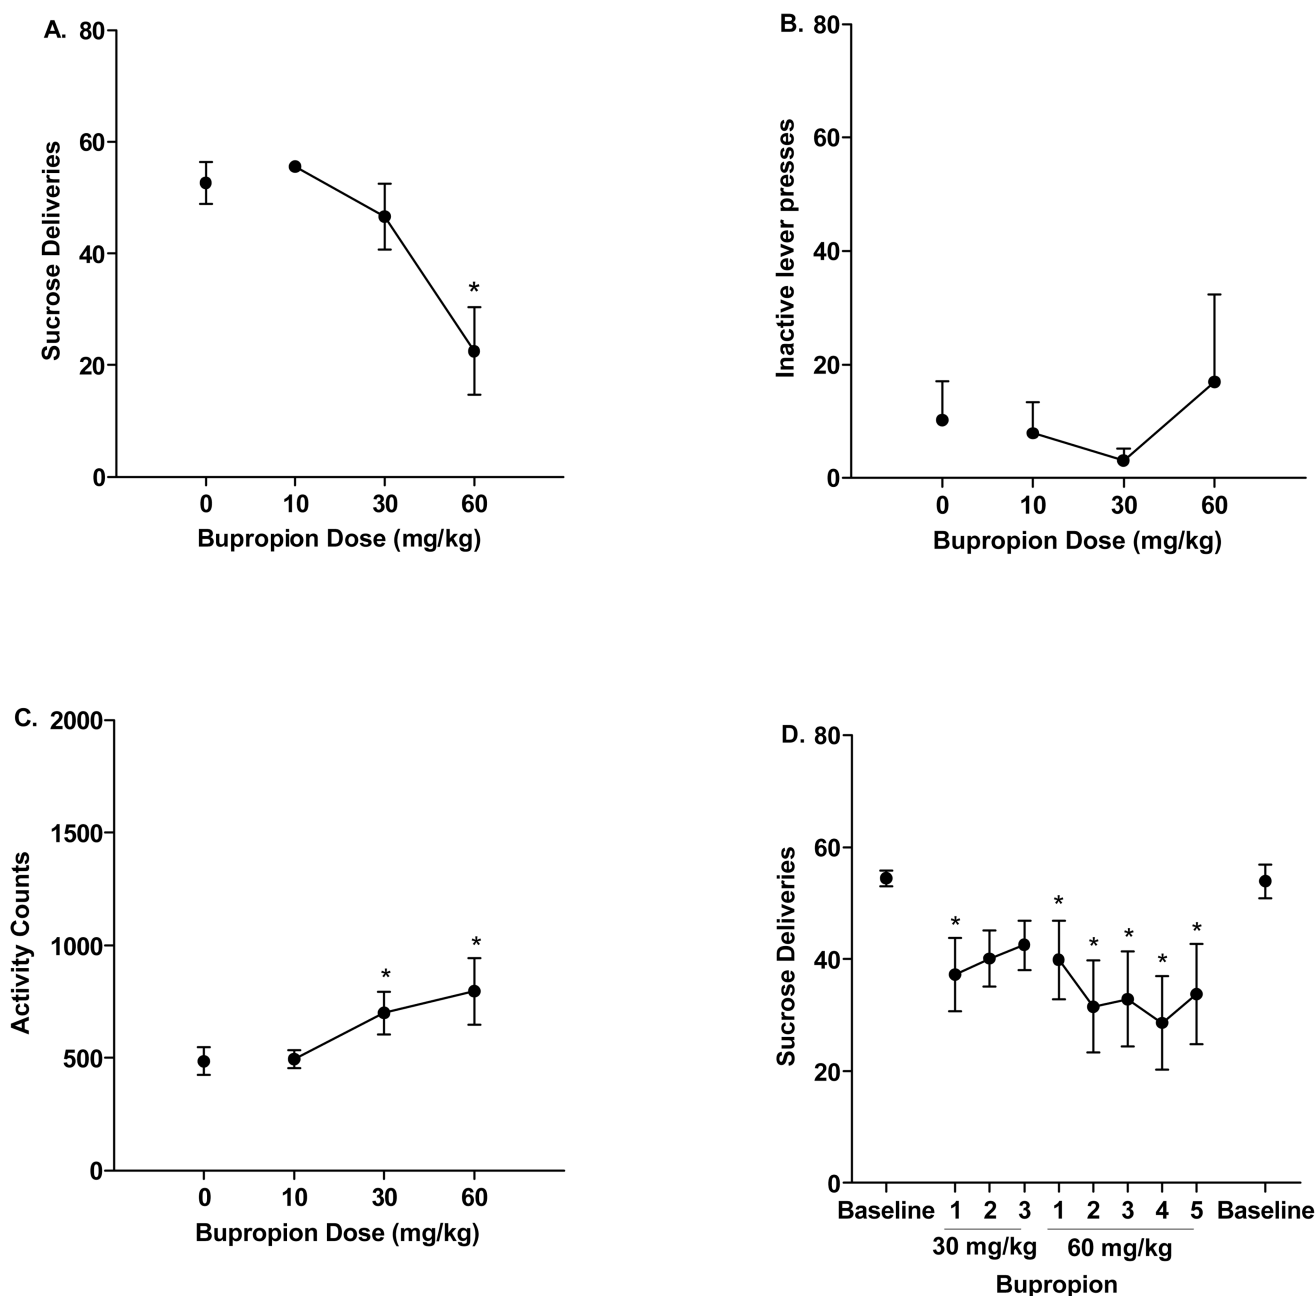 A.
80
60
40
20
0
Sucrose Deliveries
*
0 10 30 60
Bupropion Dose (mg/kg)
B.
80
60
40
20
0
Inactive lever presses
0 10 30 60
Bupropion Dose (mg/kg)
C.
2000
1500
1000
500
0
Activity Counts
* *
0 10 30 60
Bupropion Dose (mg/kg)
D.
80
60
40
20
0
Sucrose Deliveries
* * * * * *
Baseline 1 2 3 1 2 3 4 5 Baseline
30 mg/kg 60 mg/kg
Bupropion